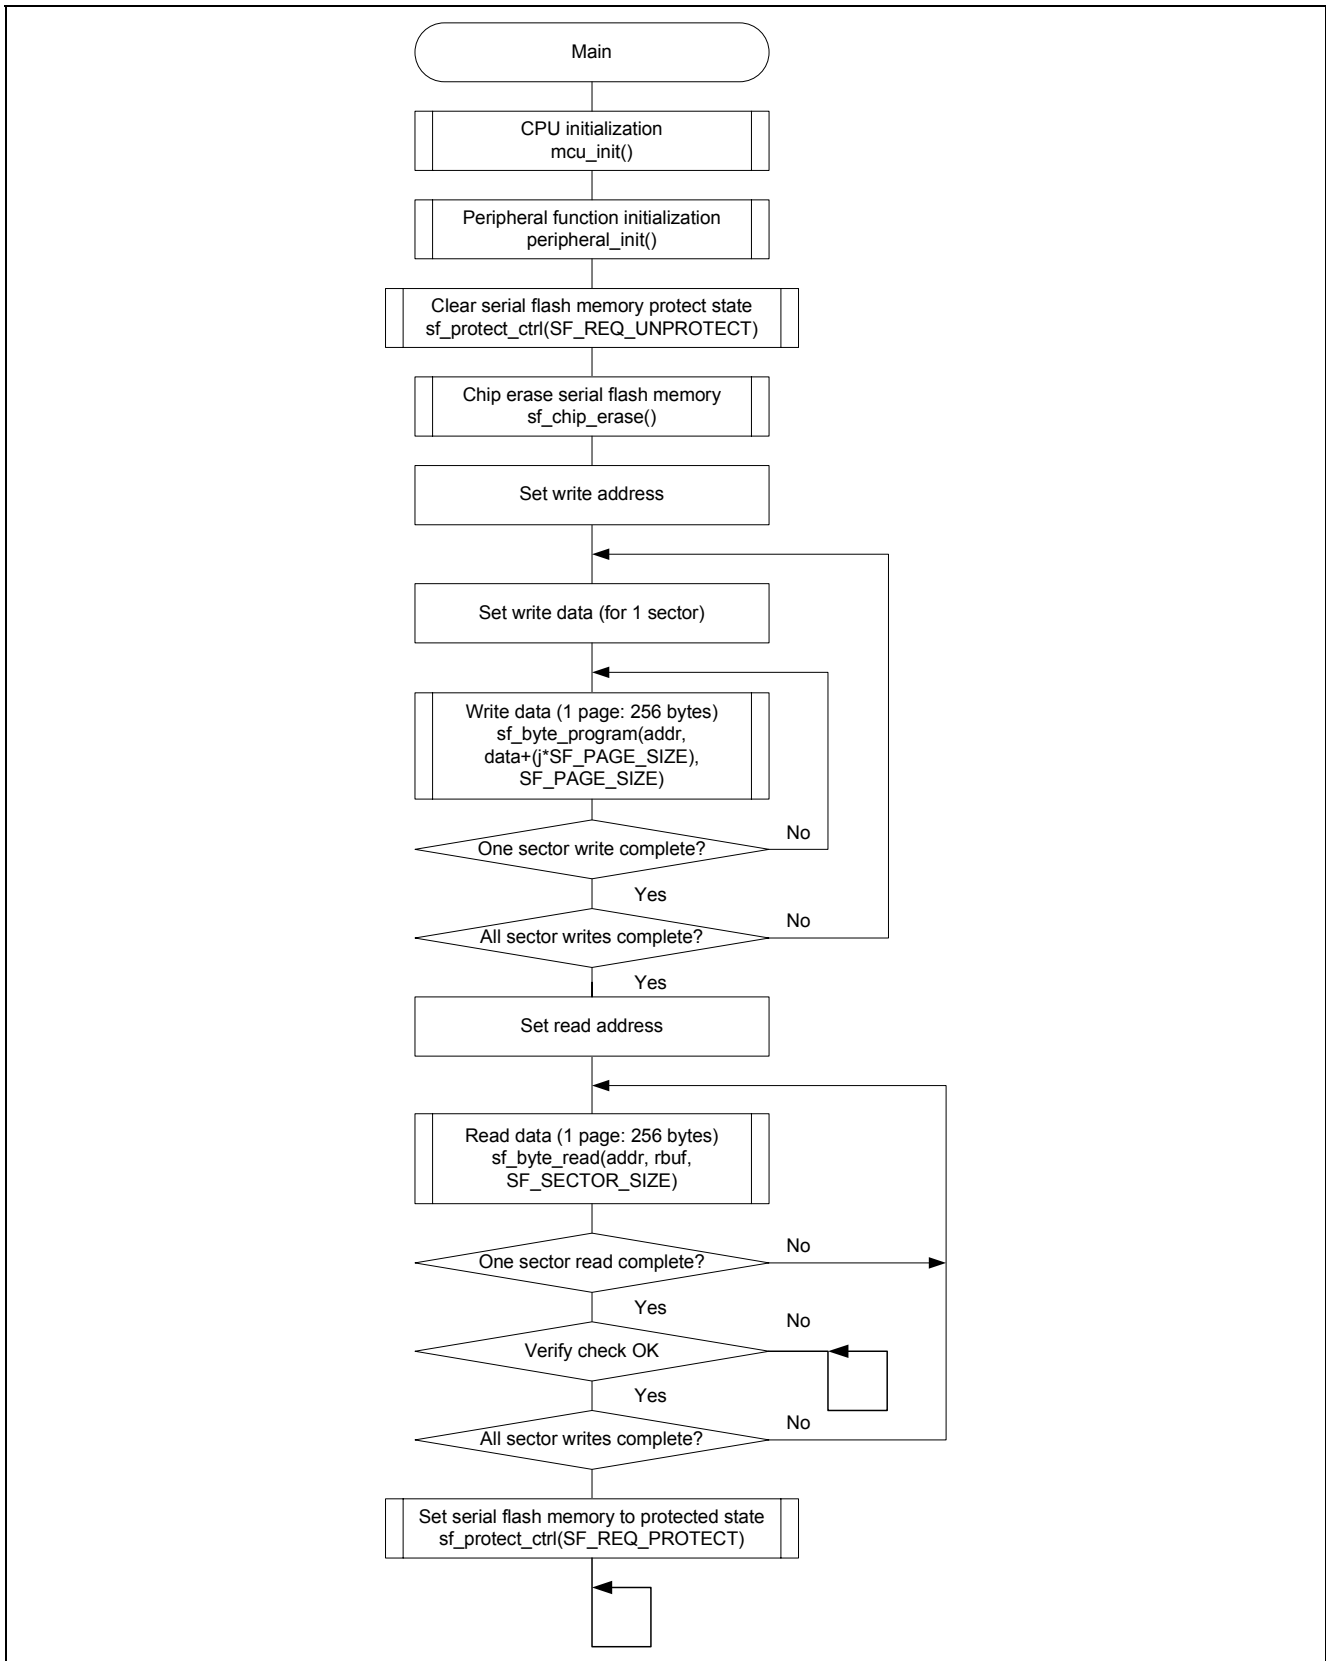 Main
CPU initialization
mcu_init()
Peripheral function initialization
peripheral_init()
Clear serial flash memory protect state
sf_protect_ctrl(SF_REQ_UNPROTECT)
Chip erase serial flash memory
sf_chip_erase()
Set write address
Set write data (for 1 sector)
Write data (1 page: 256 bytes)
sf_byte_program(addr,
data+(j*SF_PAGE_SIZE),
SF_PAGE_SIZE)
No
One sector write complete?
Yes
No
All sector writes complete?
Yes
Set read address
Read data (1 page: 256 bytes)
sf_byte_read(addr, rbuf,
SF_SECTOR_SIZE)
No
One sector read complete?
Yes
No
Verify check OK
Yes
No
All sector writes complete?
Set serial flash memory to protected state
sf_protect_ctrl(SF_REQ_PROTECT)